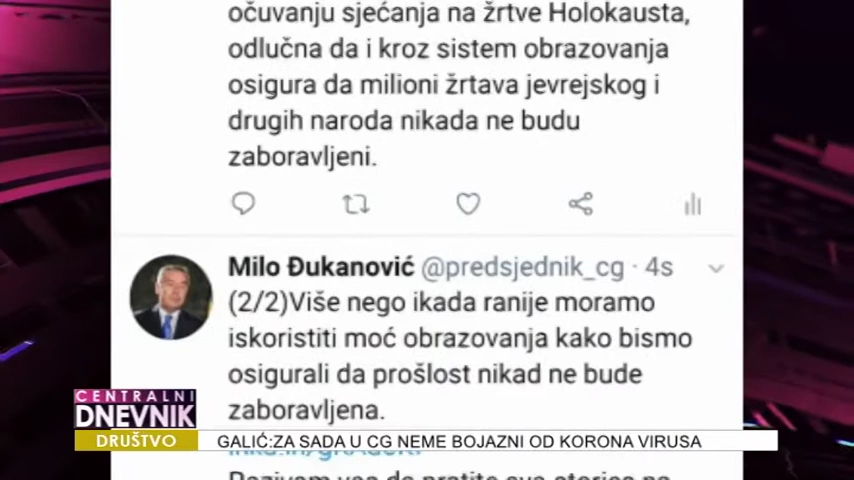 očuvanju sjećanja na žrtve Holokausta,
odlučna da i kroz sistem obrazovanja
osigura da milioni žrtava jevrejskog i
drugih naroda nikada ne budu
zaboravljeni.
Milo Đukanović @predsjednik_cg · 4s
(2/2)Više nego ikada ranije moramo
iskoristiti moć obrazovanja kako bismo
osigurali da prošlost nikad ne bude
zaboravljena.
CENTRALNI
DNEVNIK
DRUŠTVO
GALIĆ:ZA SADA U CG NEME BOJAZNI OD KORONA VIRUSA